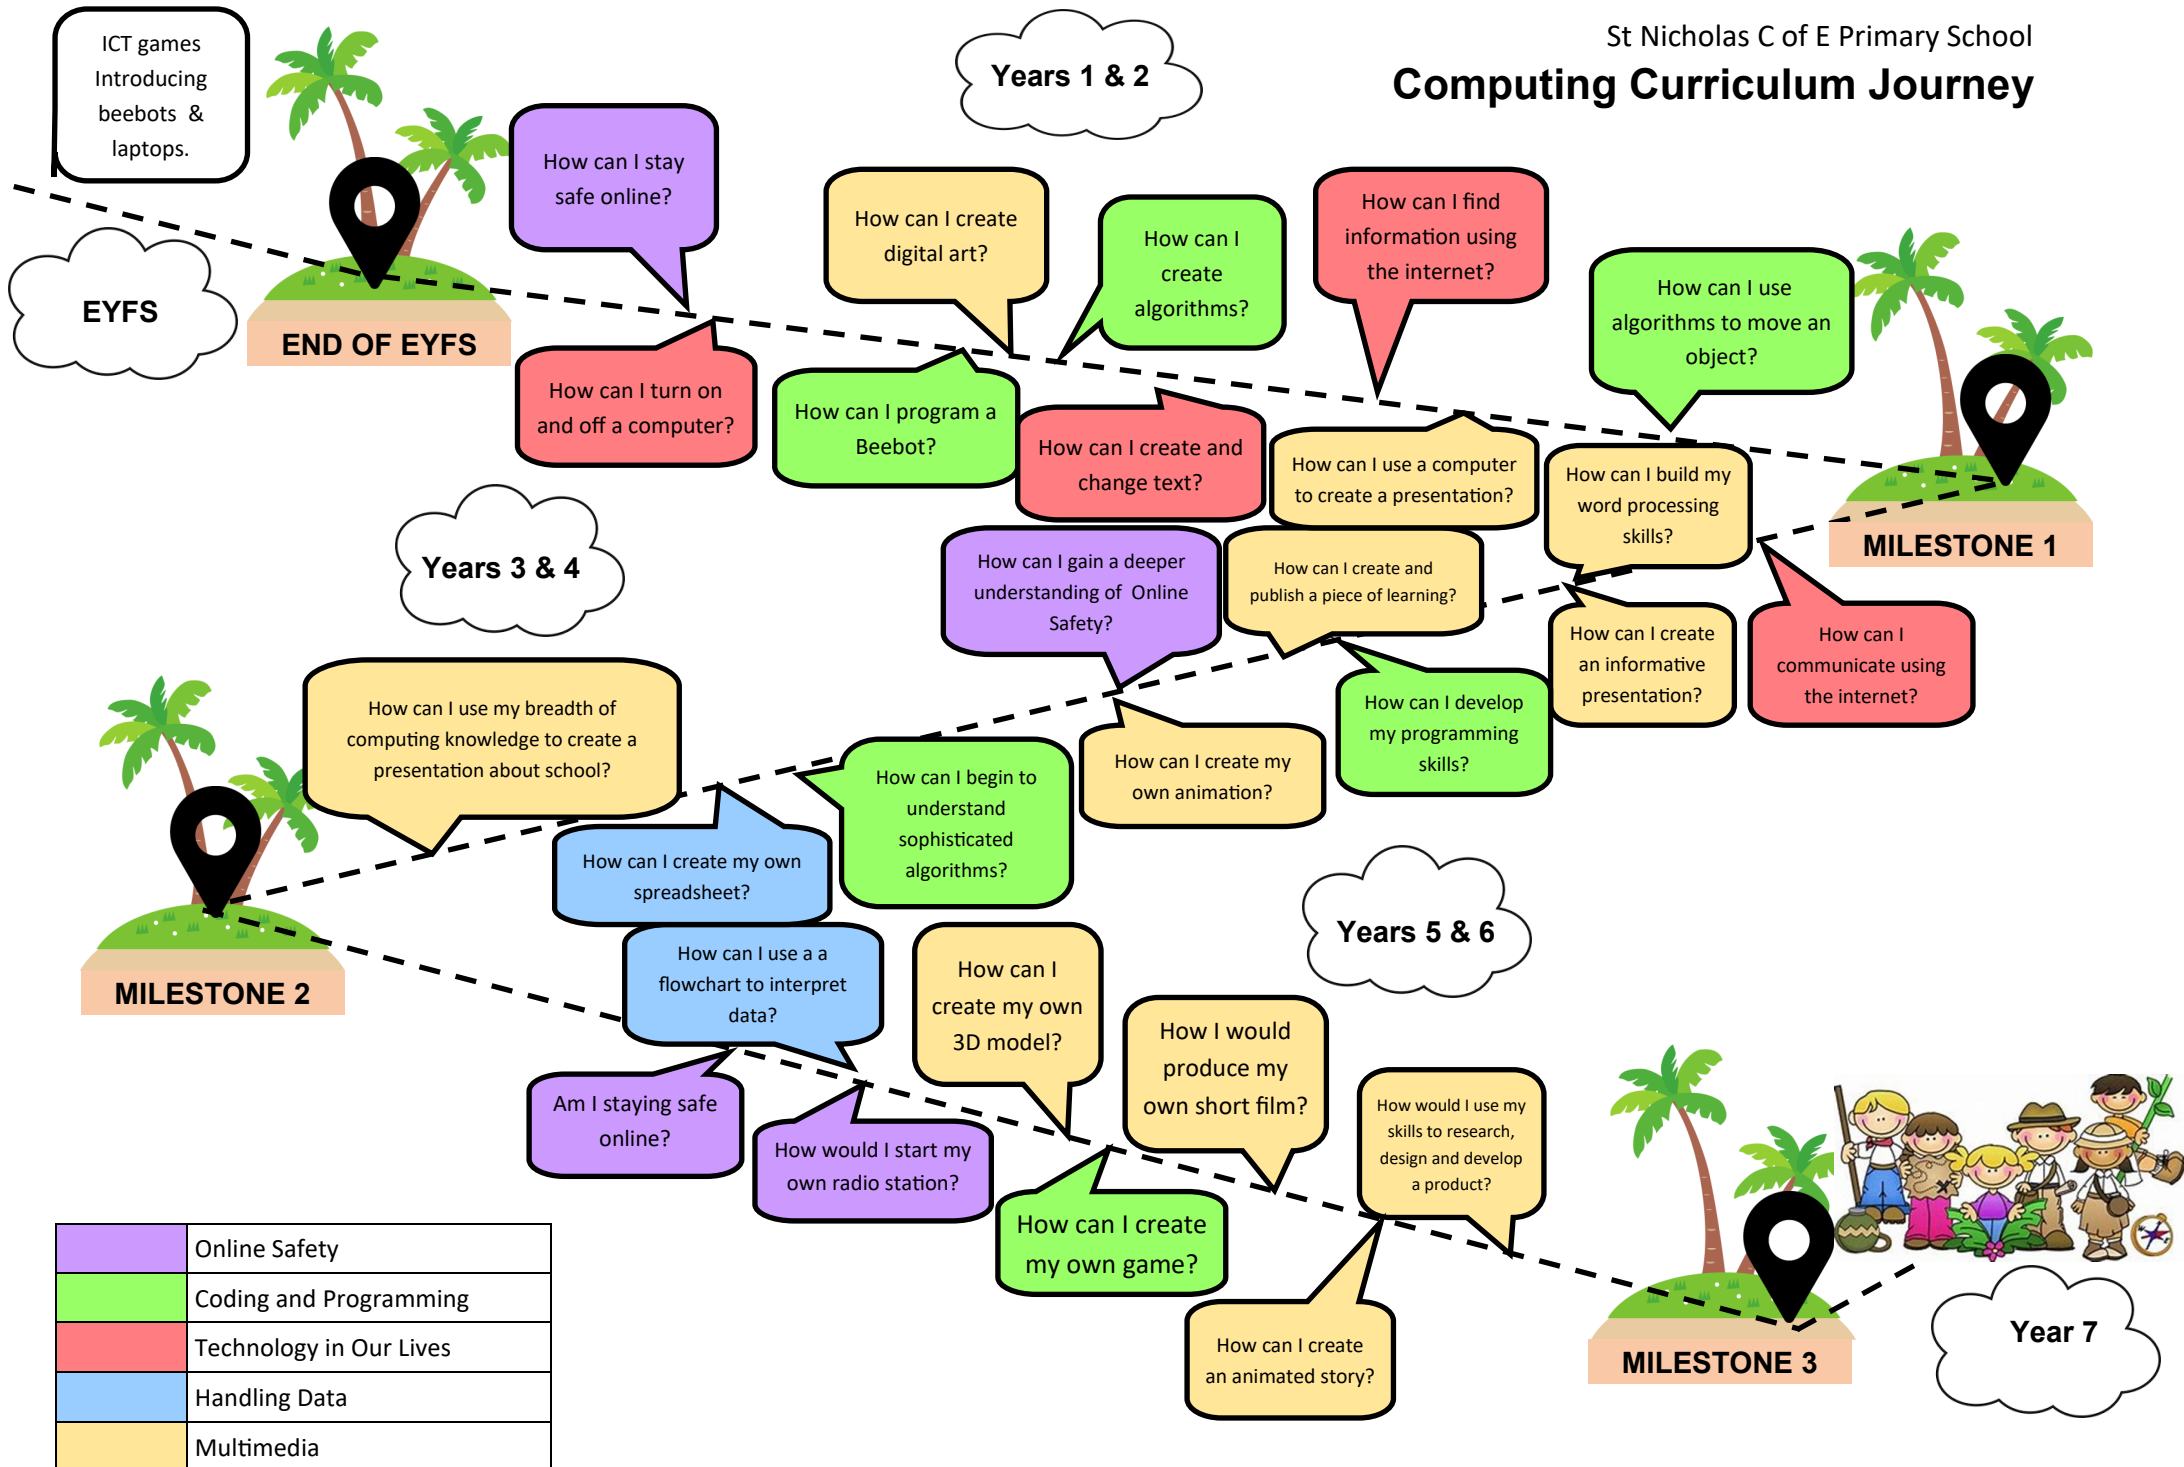 St Nicholas C of E Primary School
Computing Curriculum Journey
ICT games
Introducing
beebots &
laptops.
EYFS
END OF EYFS
Years 1 & 2
How can I stay
safe online?
How can I turn on
and off a computer?
How can I program a
Beebot?
How can I create
digital art?
How can I
create
algorithms?
How can I create and
change text?
How can I find
information using
the internet?
How can I use a computer
to create a presentation?
How can I use
algorithms to move an
object?
MILESTONE 1
Years 3 & 4
How can I
communicate using
the internet?
How can I build my
word processing
skills?
How can I create
an informative
presentation?
How can I develop
my programming
skills?
How can I create and
publish a piece of learning?
How can I gain a deeper
understanding of Online
Safety?
How can I create my
own animation?
How can I begin to
understand
sophisticated
algorithms?
How can I create my own
spreadsheet?
How can I use my breadth of
computing knowledge to create a
presentation about school?
MILESTONE 2
Years 5 & 6
Am I staying safe
online?
How can I use a a
flowchart to interpret
data?
How would I start my
own radio station?
How can I
create my own
3D model?
How can I create
my own game?
How I would
produce my
own short film?
How can I create
an animated story?
How would I use my
skills to research,
design and develop
a product?
MILESTONE 3
Year 7
Online Safety
Coding and Programming
Technology in Our Lives
Handling Data
Multimedia